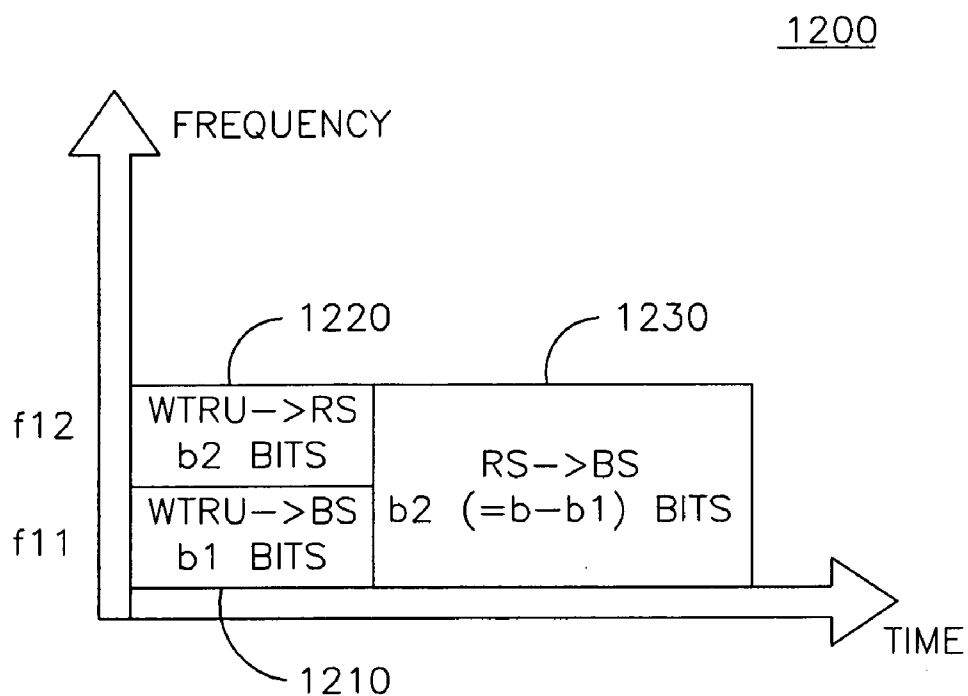 1200
FREQUENCY
1220
1230
f12
WTRU->RS
b2 BITS
RS->BS
b2 (=b-b1) BITS
f11
WTRU->BS
b1 BITS
TIME
1210